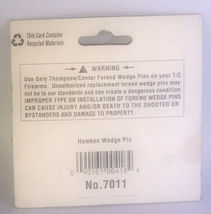 This Card Contains
Recycled Materials.
WARNING
Use Only Thompson/Center Forend Wedge Pins on your T/C
Firearms. Unauthorized replacement forend wedge pins may
not be to our standards and can create a dangerous condition.
IMPROPER TYPE OR INSTALLATION OF FOREND WEDGE PINS
CAN CAUSE INJURY AND/OR DEATH TO THE SHOOTER OR
BYSTANDERS AND DAMAGE TO PROPERTY.
Hawken Wedge Pin
No.7011